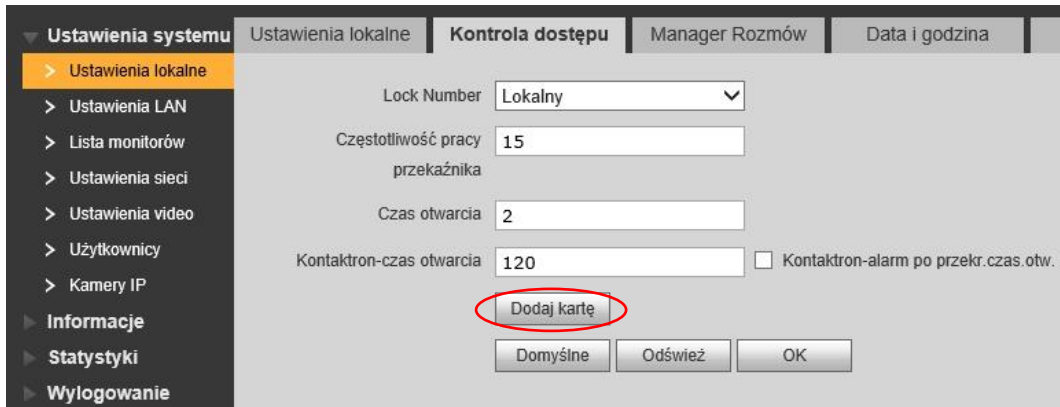 Ustawienia systemu
Ustawienia lokalne
Ustawienia LAN
Lista monitorów
Ustawienia sieci
Ustawienia video
Użytkownicy
Kamery IP
Informacje
Statystyki
Wylogowanie
Ustawienia lokalne Kontrola dostępu Manager Rozmów Data i godzina
Lock Number Lokalny
Częstotliwość pracy 15
przekaźnika
Czas otwarcia 2
Kontaktron-czas otwarcia 120 Kontaktron-alarm po przekr.czas.otw.
Dodaj kartę
Domyślne Odśwież OK